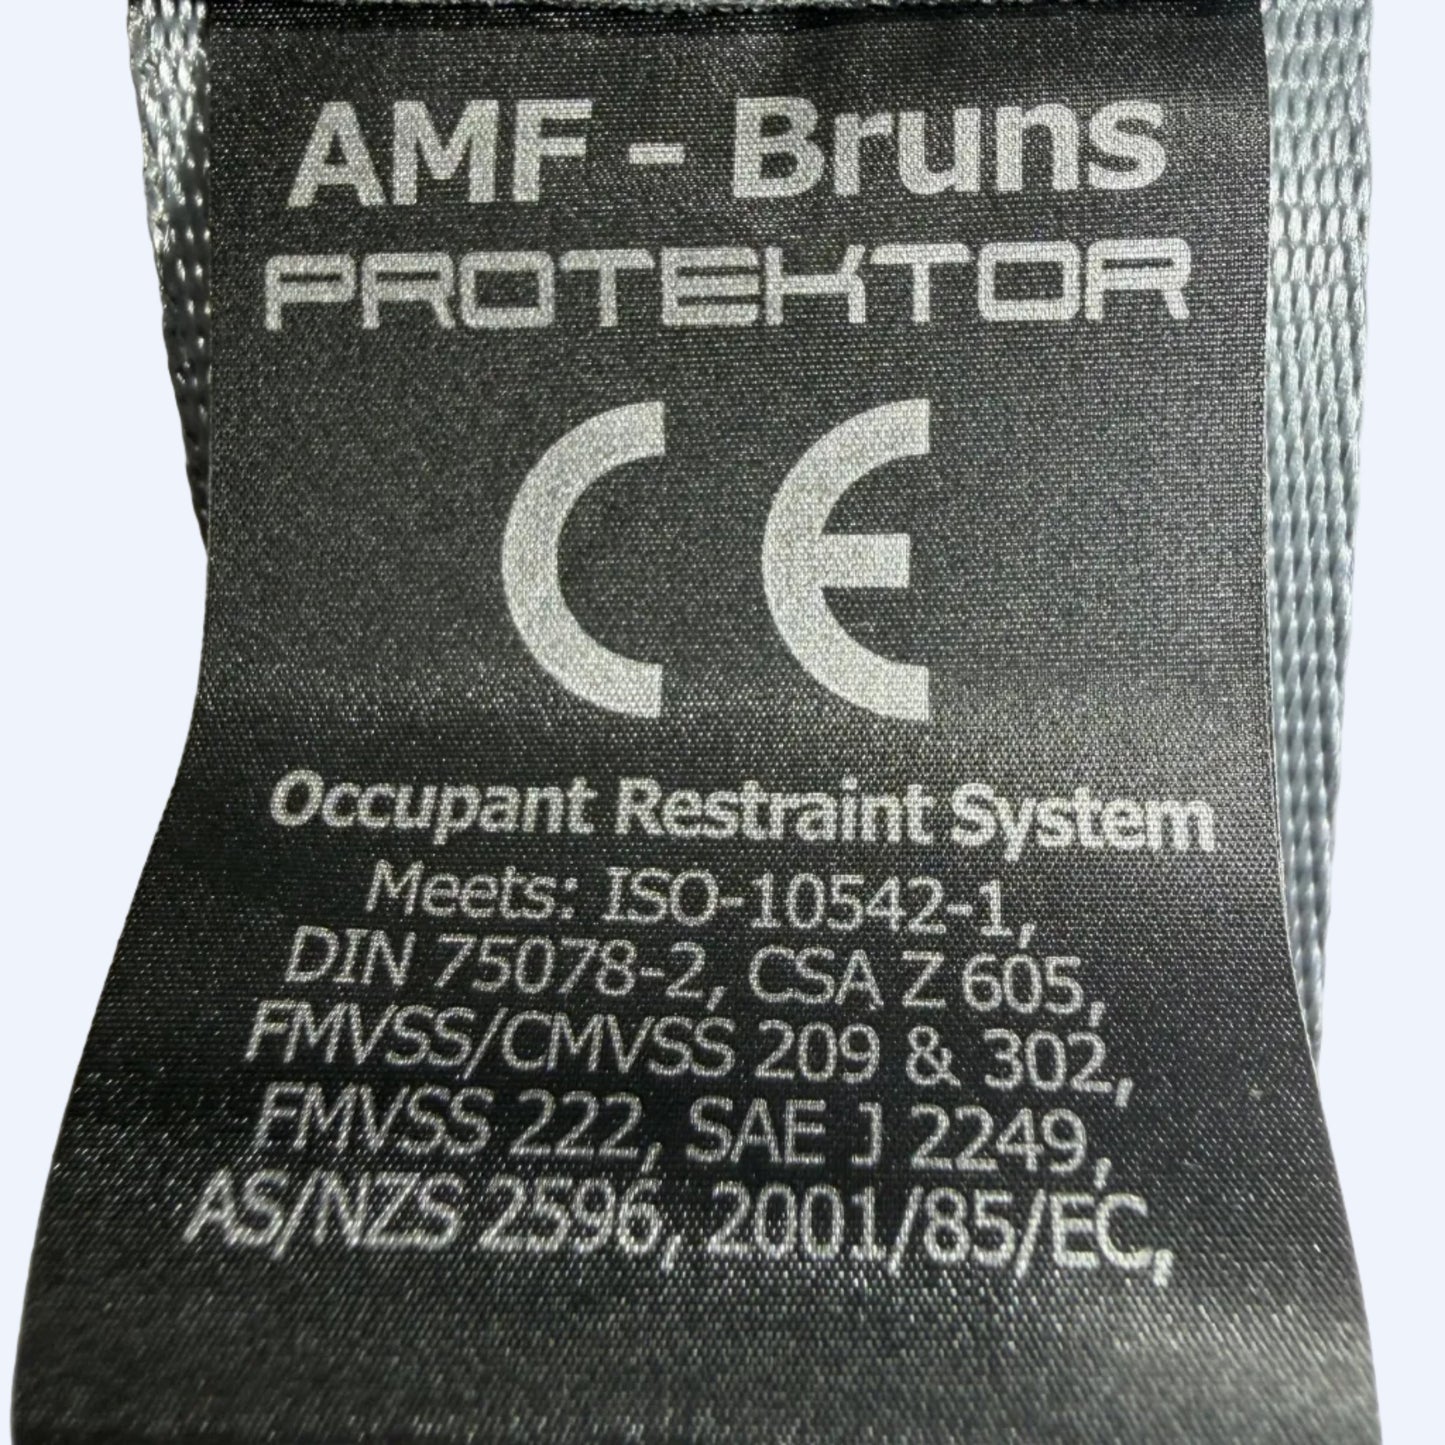 AMF - Bruns
PROTEKTOR
CE
Occupant Restraint System
Meets: ISO-10542-1,
DIN 75078-2, CSA Z 605,
FMVSS/CMVSS 209 & 302,
FMVSS 222, SAE J 2249,
AS/NZS 2596, 2001/85/EC,